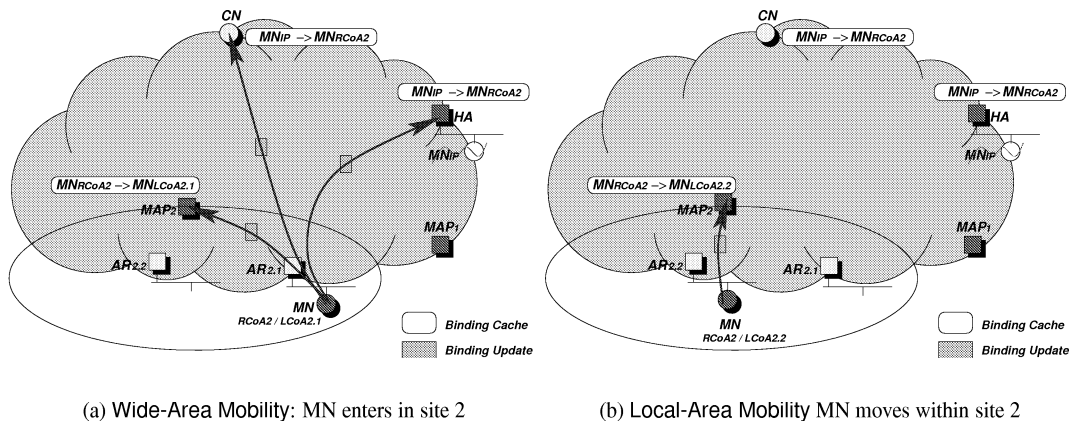 CN
MNIP –> MNRCoA2
MNIP –> MNRCoA2
HA
MNIP
MNRCoA2 –> MNLCoA2.1
MAP2
MAP1
AR2.2
AR2.1
MN
RCoA2 / LCoA2.1
Binding Cache
Binding Update
(a) Wide-Area Mobility: MN enters in site 2
CN
MNIP –> MNRCoA2
MNIP –> MNRCoA2
HA
MNIP
MNRCoA2 –> MNLCoA2.2
MAP2
MAP1
AR2.2
AR2.1
MN
RCoA2 / LCoA2.2
Binding Cache
Binding Update
(b) Local-Area Mobility MN moves within site 2